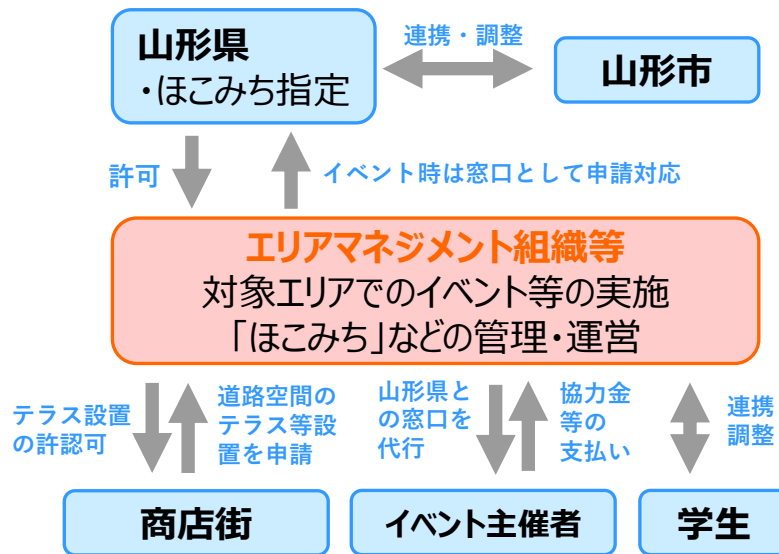 山形県
・ほこみち指定
連携・調整
山形市
許可
イベント時は窓口として申請対応
エリアマネジメント組織等
対象エリアでのイベント等の実施
「ほこみち」などの管理・運営
テラス設置
の許認可
道路空間の
テラス等設
置を申請
山形県と
の窓口を
代行
協力金
等の
支払い
連携
調整
商店街
イベント主催者
学生